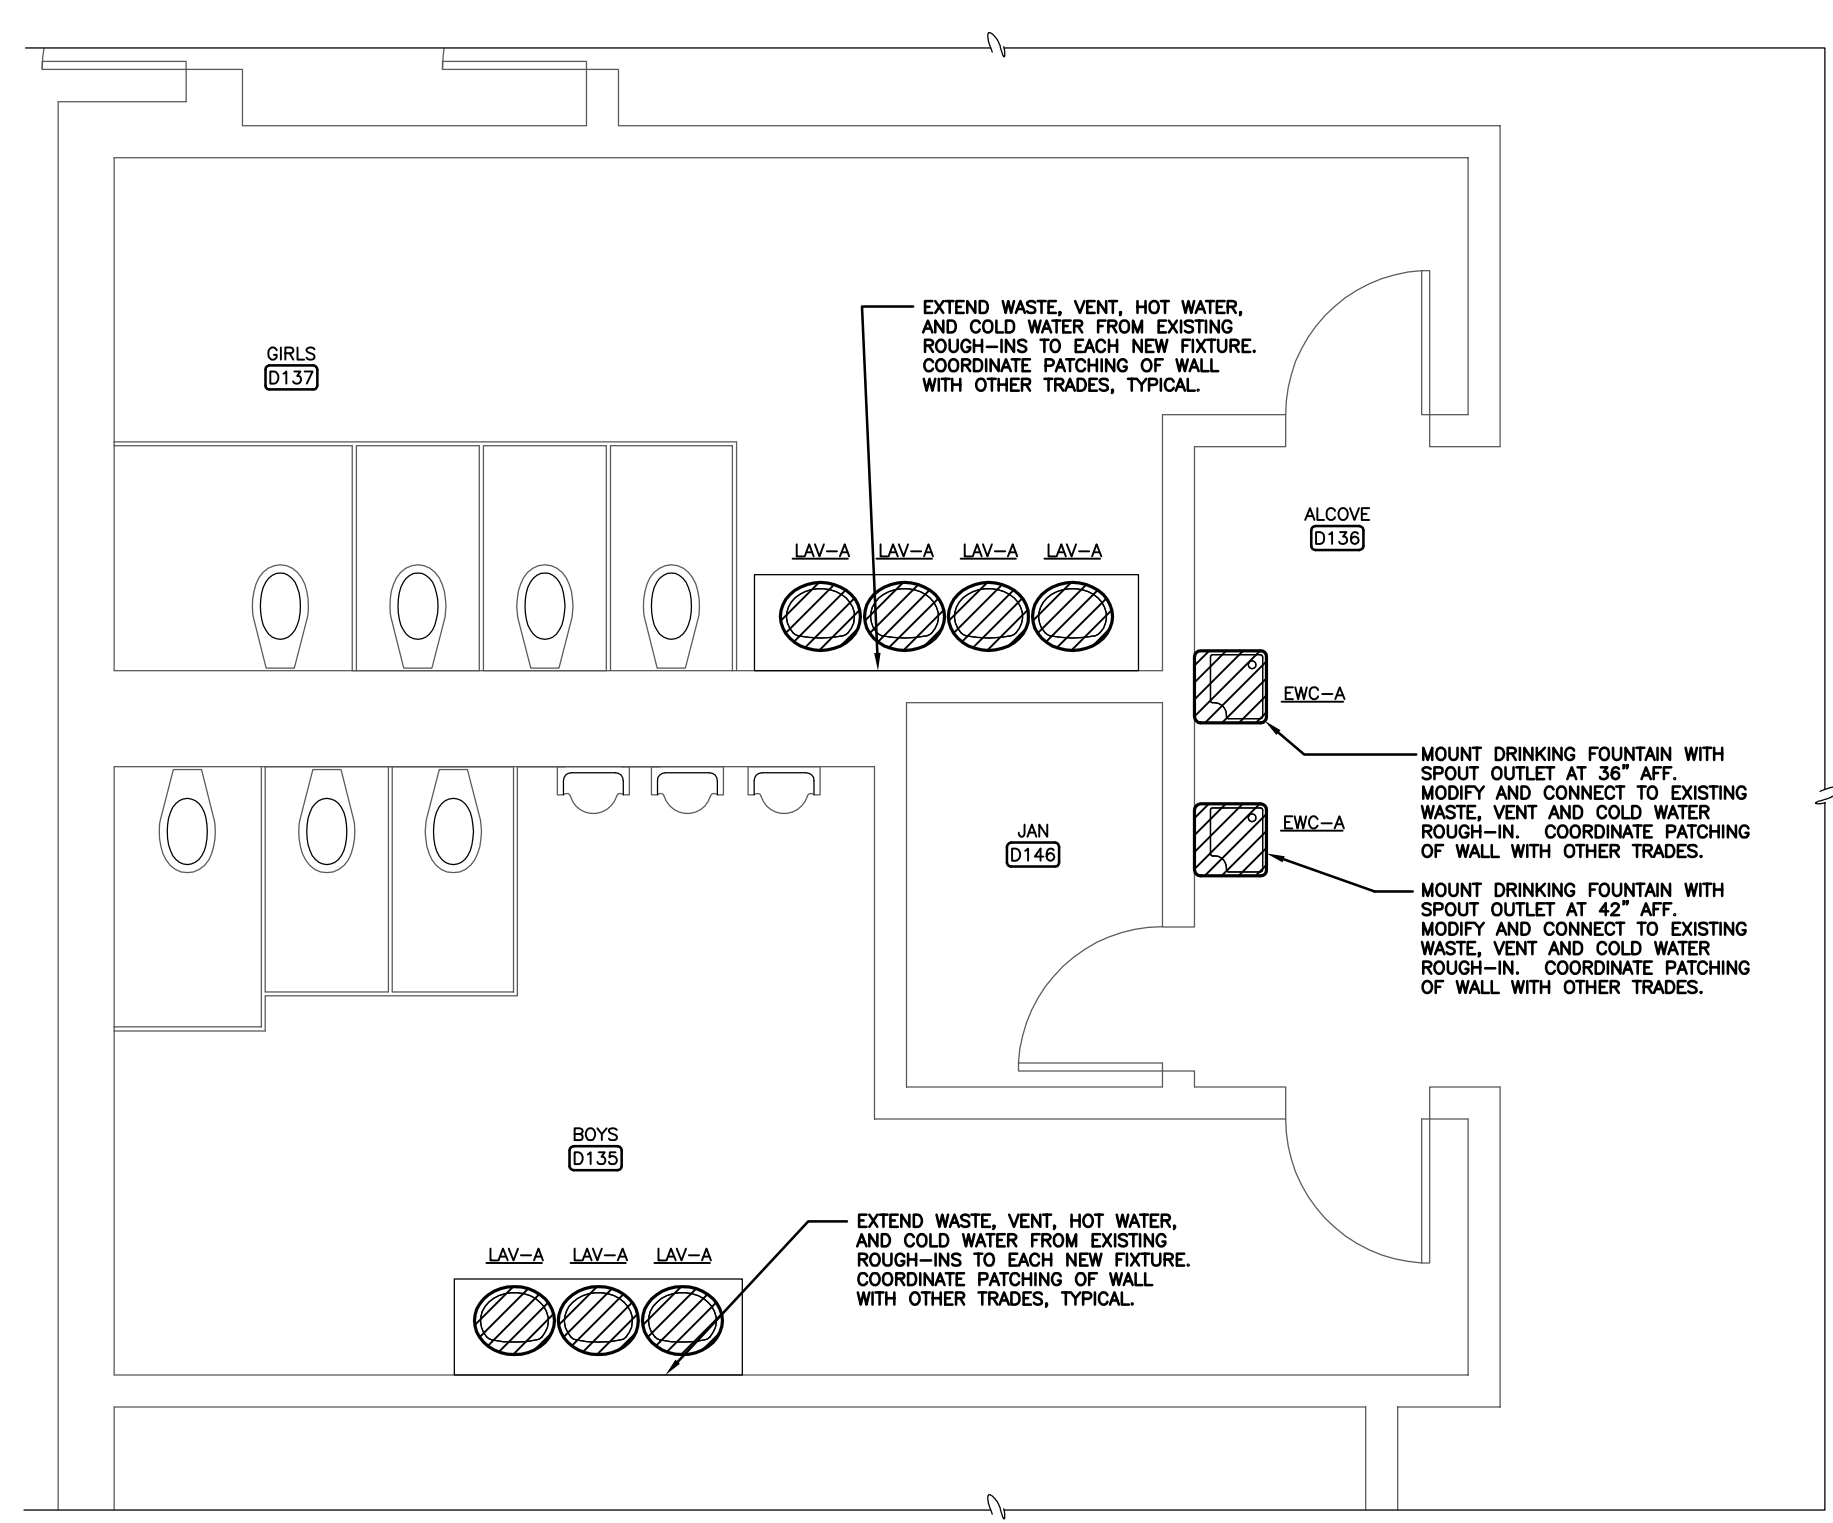 EXTEND WASTE, VENT, HOT WATER,
AND COLD WATER FROM EXISTING
ROUGH-INS TO EACH NEW FIXTURE.
COORDINATE PATCHING OF WALL
WITH OTHER TRADES, TYPICAL.
GIRLS
D137
ALCOVE
D136
LAV-A LAV-A LAV-A LAV-A
EWC-A
MOUNT DRINKING FOUNTAIN WITH
SPOUT OUTLET AT 36" AFF.
MODIFY AND CONNECT TO EXISTING
WASTE, VENT AND COLD WATER
ROUGH-IN. COORDINATE PATCHING
OF WALL WITH OTHER TRADES.
EWC-A
JAN
D146
MOUNT DRINKING FOUNTAIN WITH
SPOUT OUTLET AT 42" AFF.
MODIFY AND CONNECT TO EXISTING
WASTE, VENT AND COLD WATER
ROUGH-IN. COORDINATE PATCHING
OF WALL WITH OTHER TRADES.
BOYS
D135
EXTEND WASTE, VENT, HOT WATER,
AND COLD WATER FROM EXISTING
ROUGH-INS TO EACH NEW FIXTURE.
COORDINATE PATCHING OF WALL
WITH OTHER TRADES, TYPICAL.
LAV-A LAV-A LAV-A